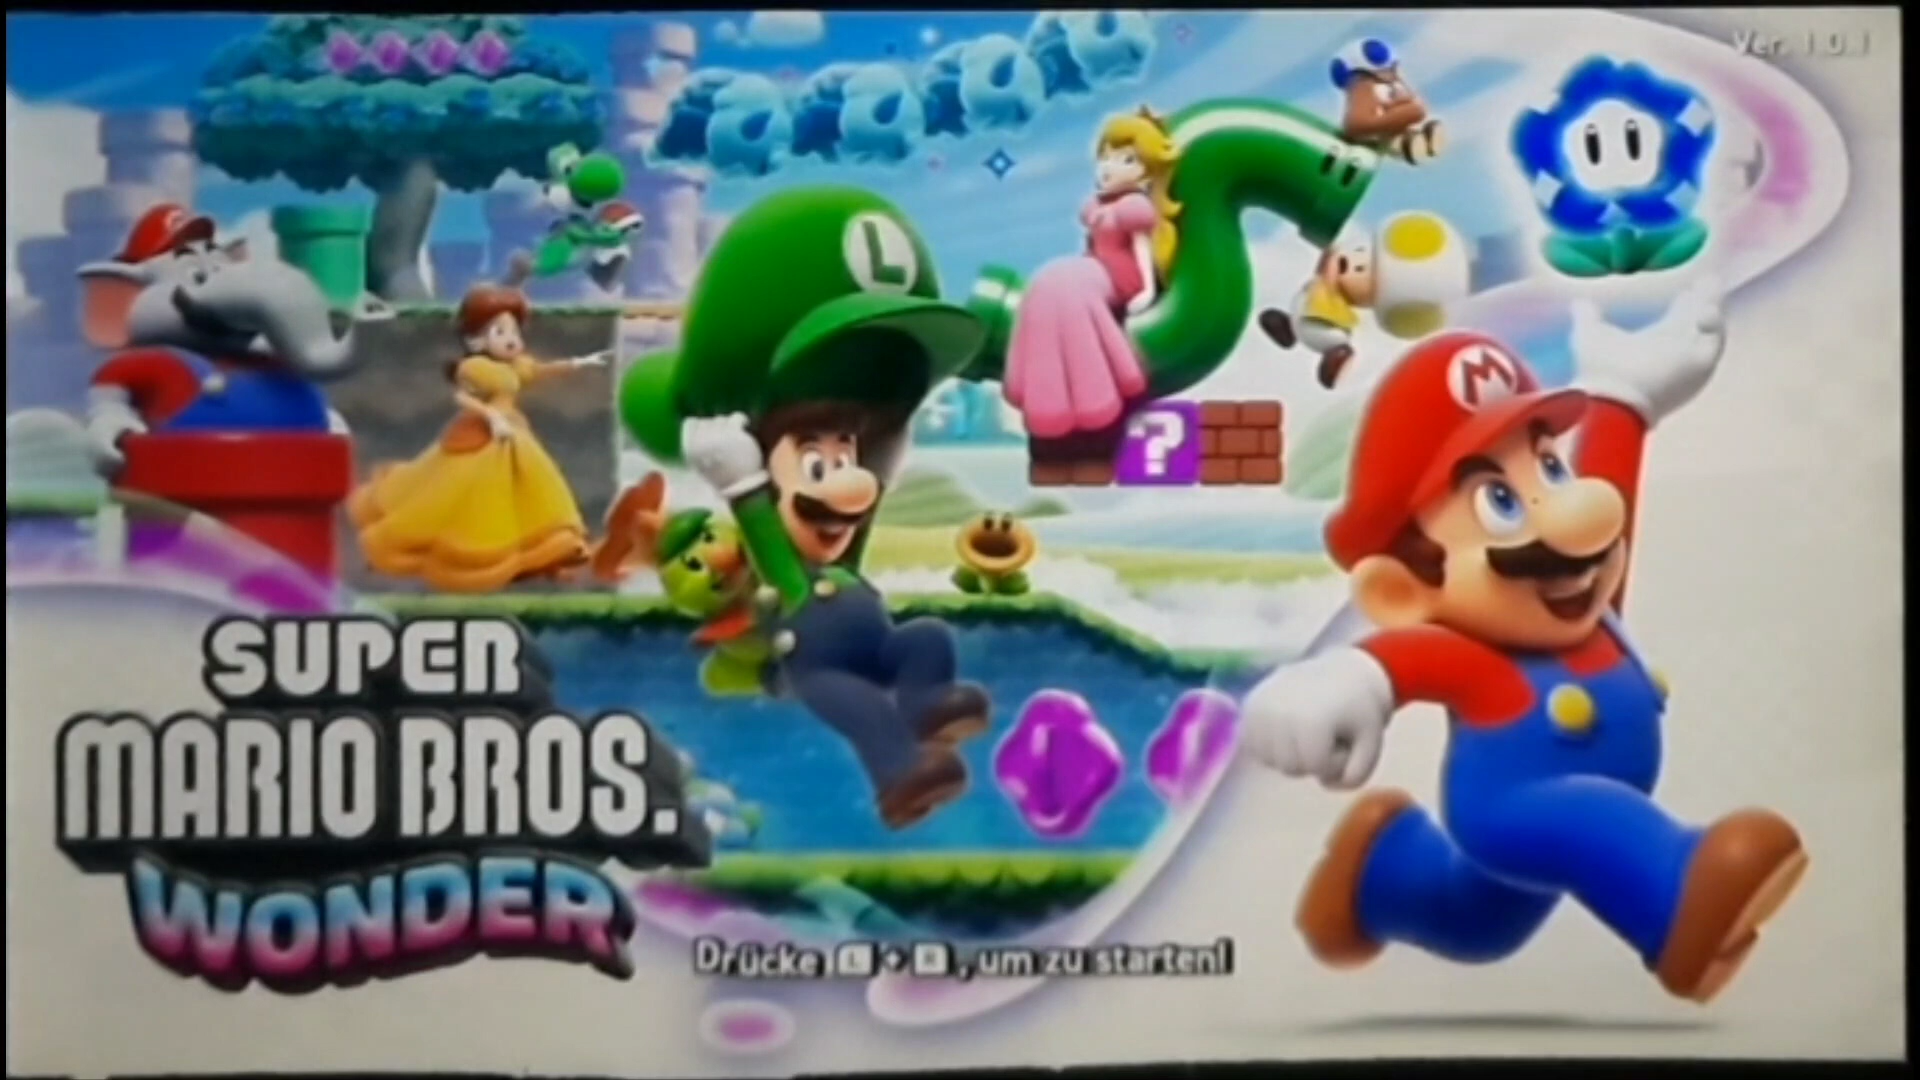 Ver. 1.0.1
L
M
?
SUPER
MARIO BROS.
WONDER
Drücke L + R, um zu starten!